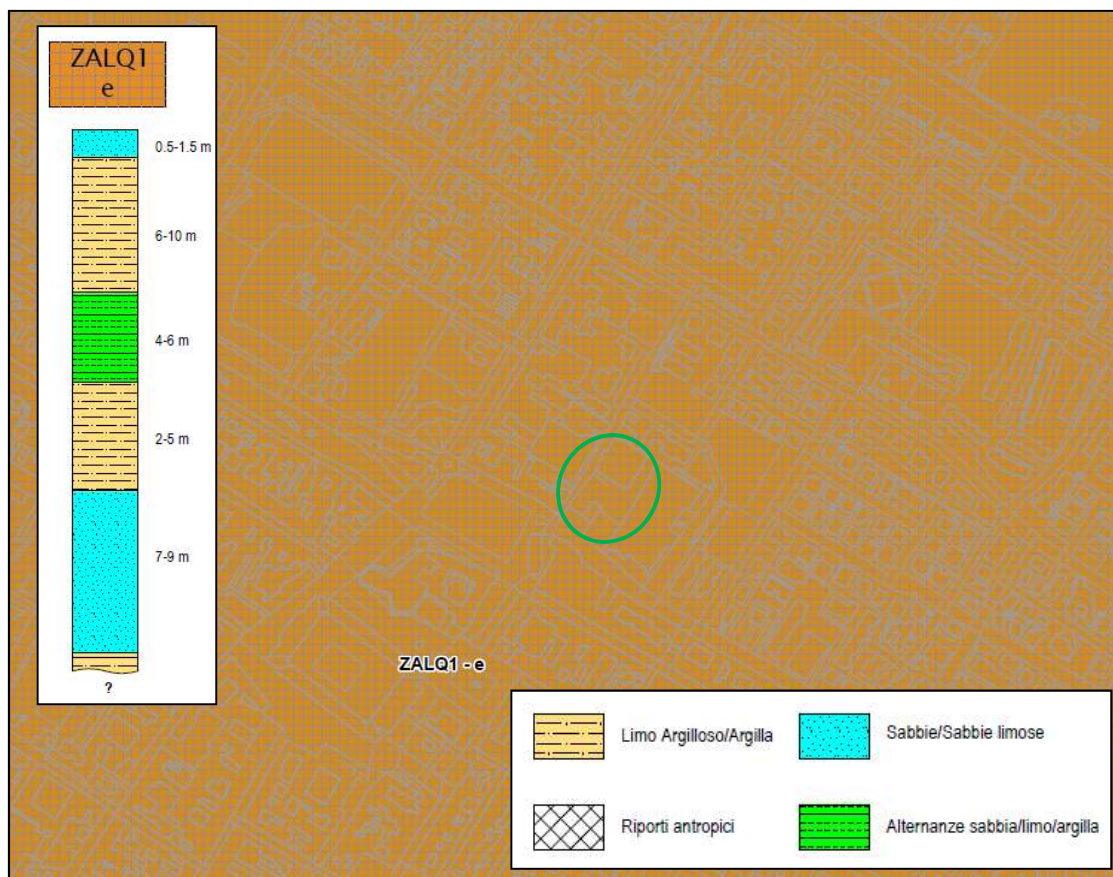 ZALQ1
e
0.5-1.5 m
6-10 m
4-6 m
2-5 m
7-9 m
?
ZALQ1 - e
Limo Argilloso/Argilla
Sabbie/Sabbie limose
Riporti antropici
Alternanze sabbia/limo/argilla